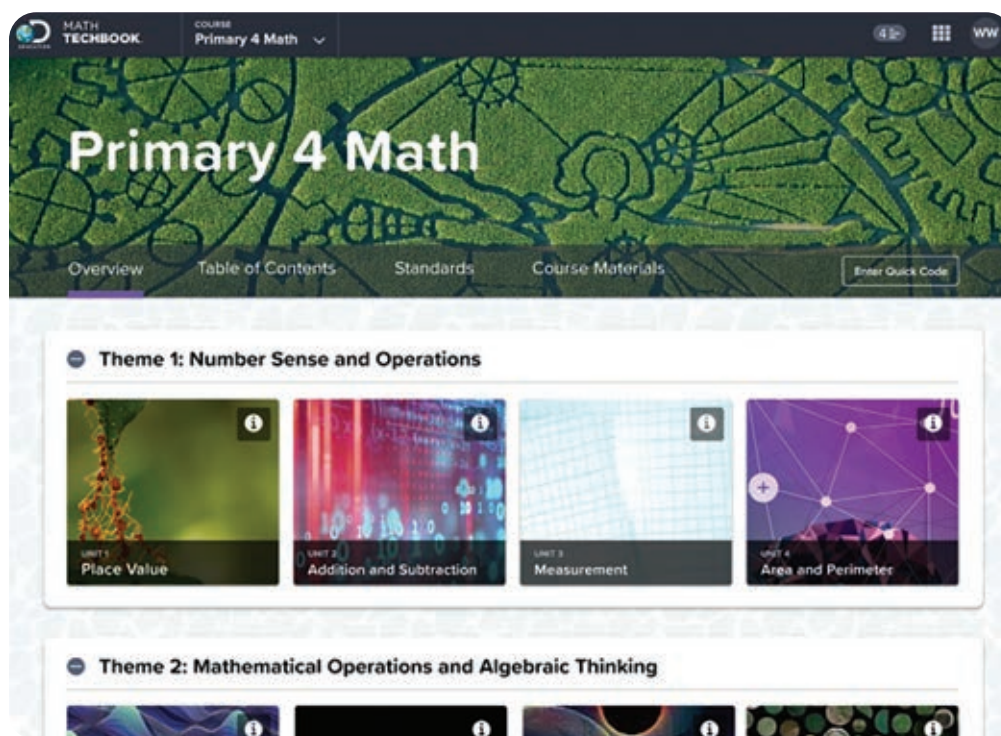 MATH
TECHBOOK
COURSE
Primary 4 Math
WW
Primary 4 Math
Overview
Table of Contents
Standards
Course Materials
Enter Quick Code
Theme 1: Number Sense and Operations
UNIT 1
Place Value
UNIT 2
Addition and Subtraction
UNIT 3
Measurement
UNIT 4
Area and Perimeter
Theme 2: Mathematical Operations and Algebraic Thinking